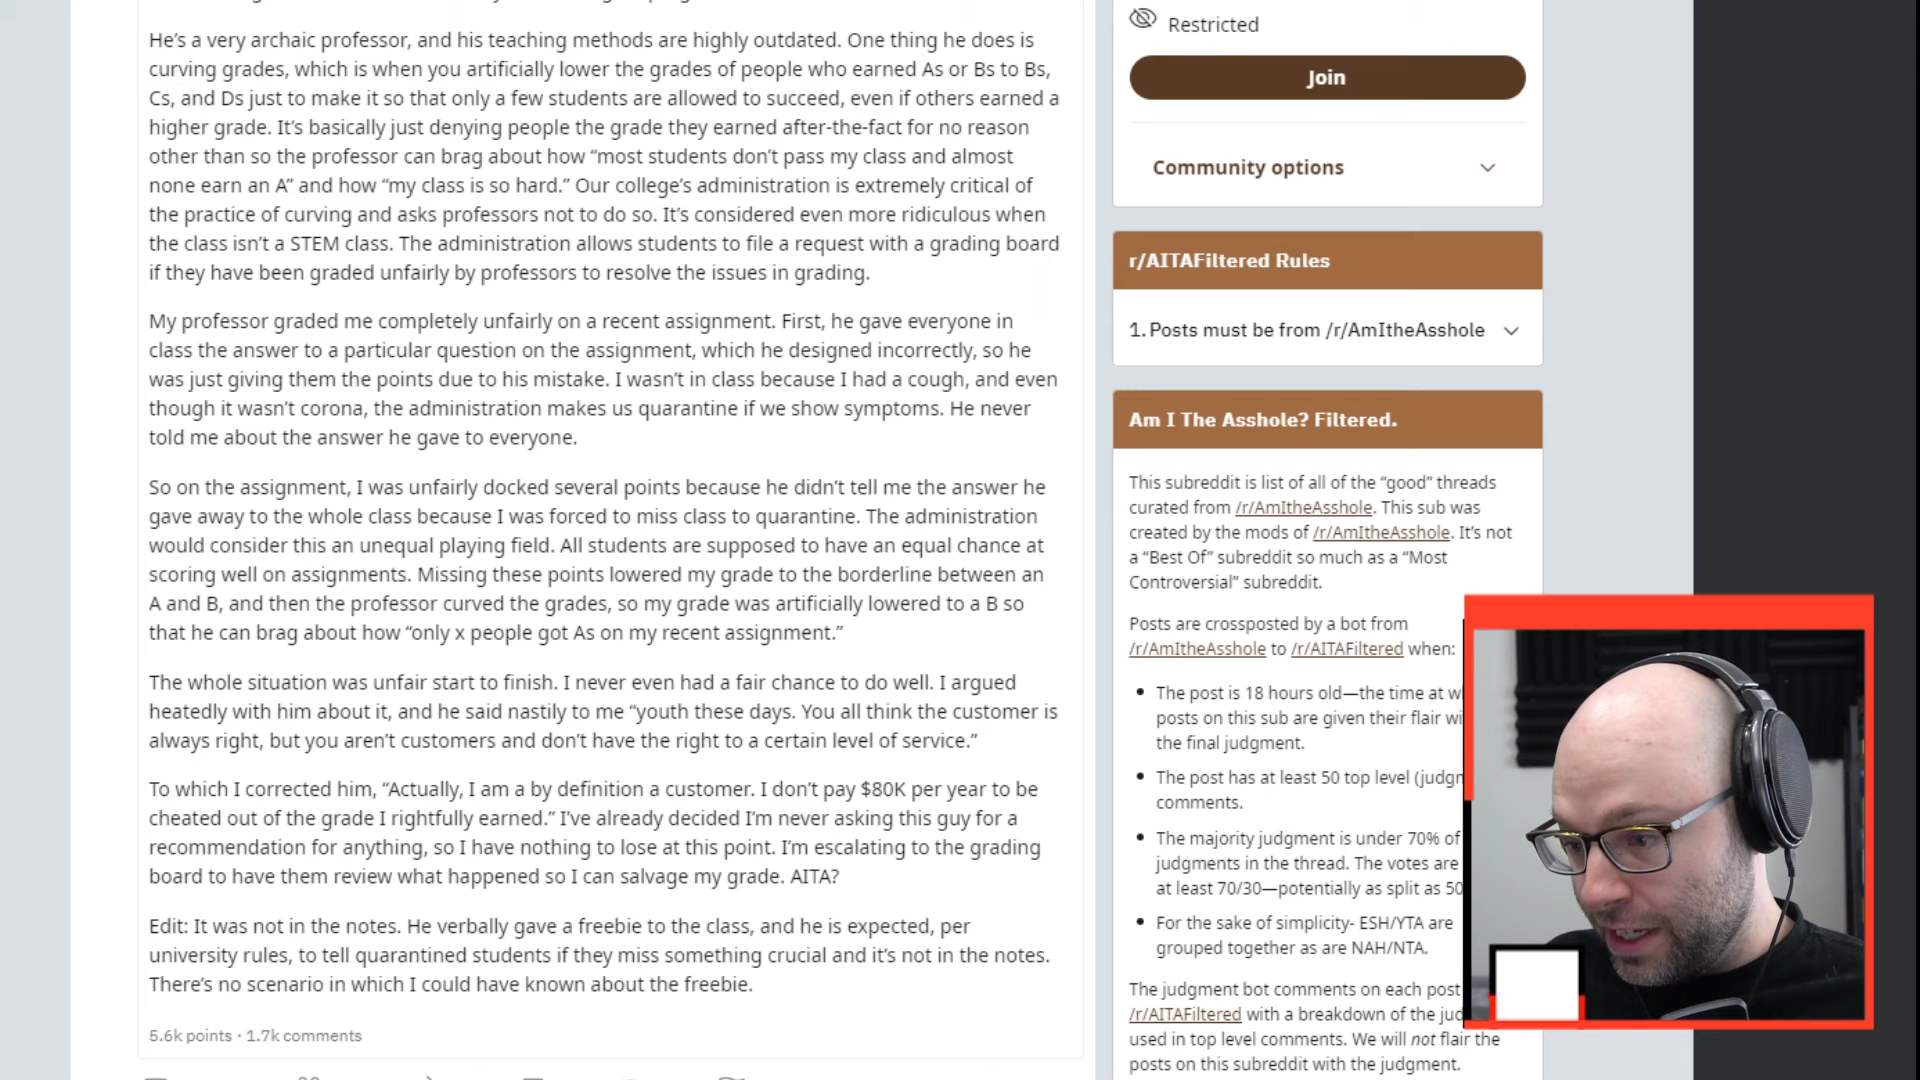 He’s a very archaic professor, and his teaching methods are highly outdated. One thing he does is
curving grades, which is when you artificially lower the grades of people who earned As or Bs to Bs,
Cs, and Ds just to make it so that only a few students are allowed to succeed, even if others earned a
higher grade. It’s basically just denying people the grade they earned after-the-fact for no reason
other than so the professor can brag about how “most students don’t pass my class and almost
none earn an A” and how “my class is so hard.” Our college’s administration is extremely critical of
the practice of curving and asks professors not to do so. It’s considered even more ridiculous when
the class isn’t a STEM class. The administration allows students to file a request with a grading board
if they have been graded unfairly by professors to resolve the issues in grading.
My professor graded me completely unfairly on a recent assignment. First, he gave everyone in
class the answer to a particular question on the assignment, which he designed incorrectly, so he
was just giving them the points due to his mistake. I wasn’t in class because I had a cough, and even
though it wasn’t corona, the administration makes us quarantine if we show symptoms. He never
told me about the answer he gave to everyone.
So on the assignment, I was unfairly docked several points because he didn’t tell me the answer he
gave away to the whole class because I was forced to miss class to quarantine. The administration
would consider this an unequal playing field. All students are supposed to have an equal chance at
scoring well on assignments. Missing these points lowered my grade to the borderline between an
A and B, and then the professor curved the grades, so my grade was artificially lowered to a B so
that he can brag about how “only x people got As on my recent assignment.”
The whole situation was unfair start to finish. I never even had a fair chance to do well. I argued
heatedly with him about it, and he said nastily to me “youth these days. You all think the customer is
always right, but you aren’t customers and don’t have the right to a certain level of service.”
To which I corrected him, “Actually, I am a by definition a customer. I don’t pay $80K per year to be
cheated out of the grade I rightfully earned.” I’ve already decided I’m never asking this guy for a
recommendation for anything, so I have nothing to lose at this point. I’m escalating to the grading
board to have them review what happened so I can salvage my grade. AITA?
Edit: It was not in the notes. He verbally gave a freebie to the class, and he is expected, per
university rules, to tell quarantined students if they miss something crucial and it’s not in the notes.
There’s no scenario in which I could have known about the freebie.
5.6k points · 1.7k comments
Restricted
Join
Community options
r/AITAFiltered Rules
1. Posts must be from /r/AmItheAsshole
Am I The Asshole? Filtered.
This subreddit is list of all of the “good” threads
curated from /r/AmItheAsshole. This sub was
created by the mods of /r/AmItheAsshole. It’s not
a “Best Of” subreddit so much as a “Most
Controversial” subreddit.
Posts are crossposted by a bot from
/r/AmItheAsshole to /r/AITAFiltered when:
The post is 18 hours old—the time at
posts on this sub are given their flair
the final judgment.
The post has at least 50 top level
comments.
The majority judgment is under 70% of
judgments in the thread. The votes are
at least 70/30—potentially as split as
For the sake of simplicity- ESH/YTA are
grouped together as are NAH/NTA.
The judgment bot comments on each post
/r/AITAFiltered with a breakdown of the
used in top level comments. We will not flair the
posts on this subreddit with the judgment.